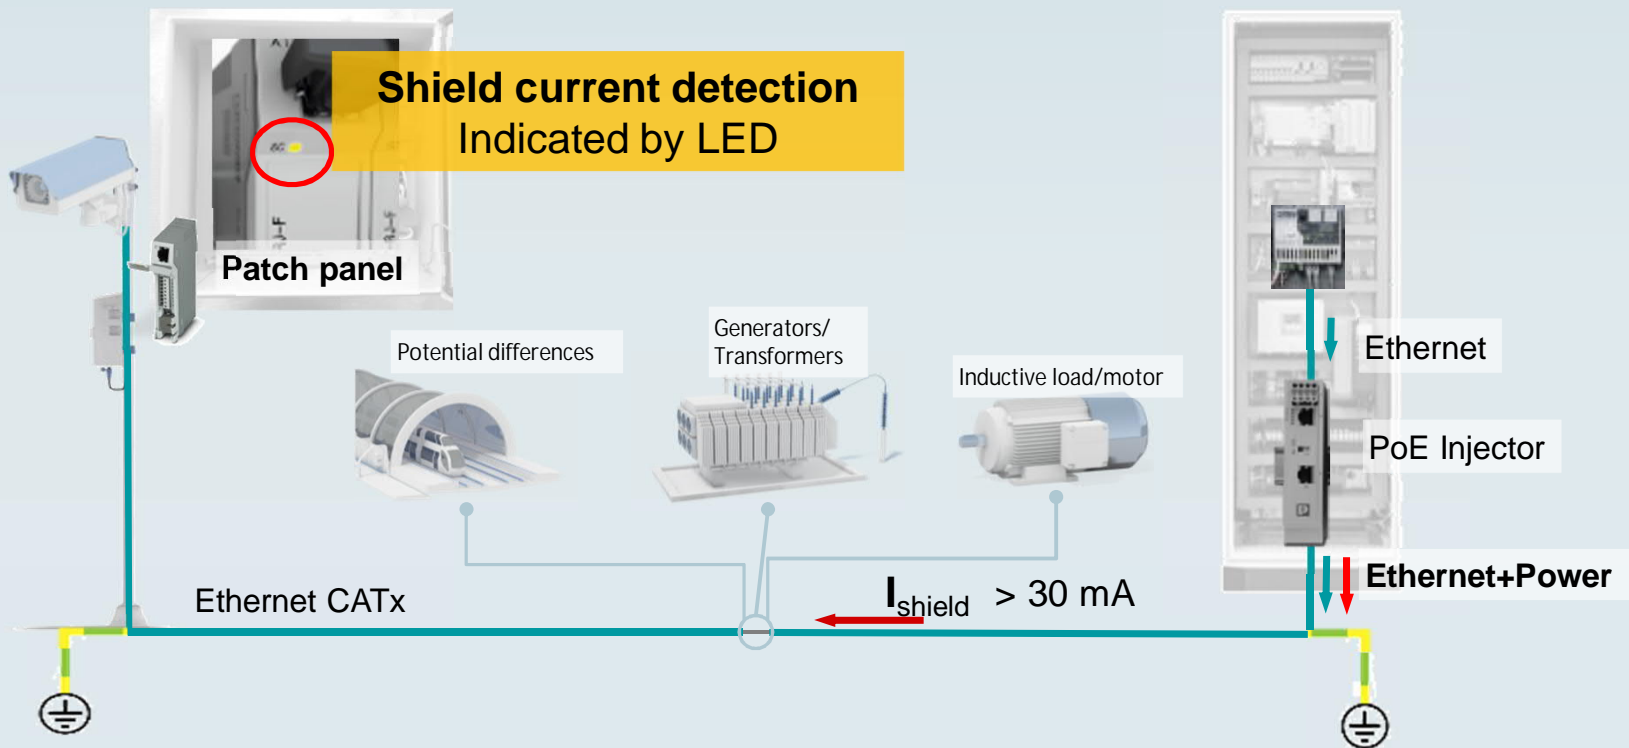 Shield current detection
Indicated by LED
Patch panel
Potential differences
Generators/
Transformers
Inductive load/motor
Ethernet
PoE Injector
Ethernet+Power
Ethernet CATx
Ishield > 30 mA